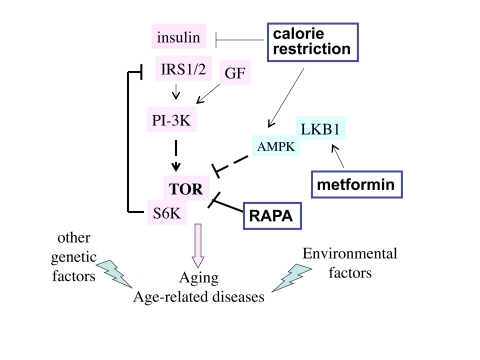 insulin
calorie
restriction
IRS1/2
GF
PI-3K
LKB1
AMPK
metformin
TOR
S6K
RAPA
other
genetic
factors
Environmental
factors
Aging
Age-related diseases